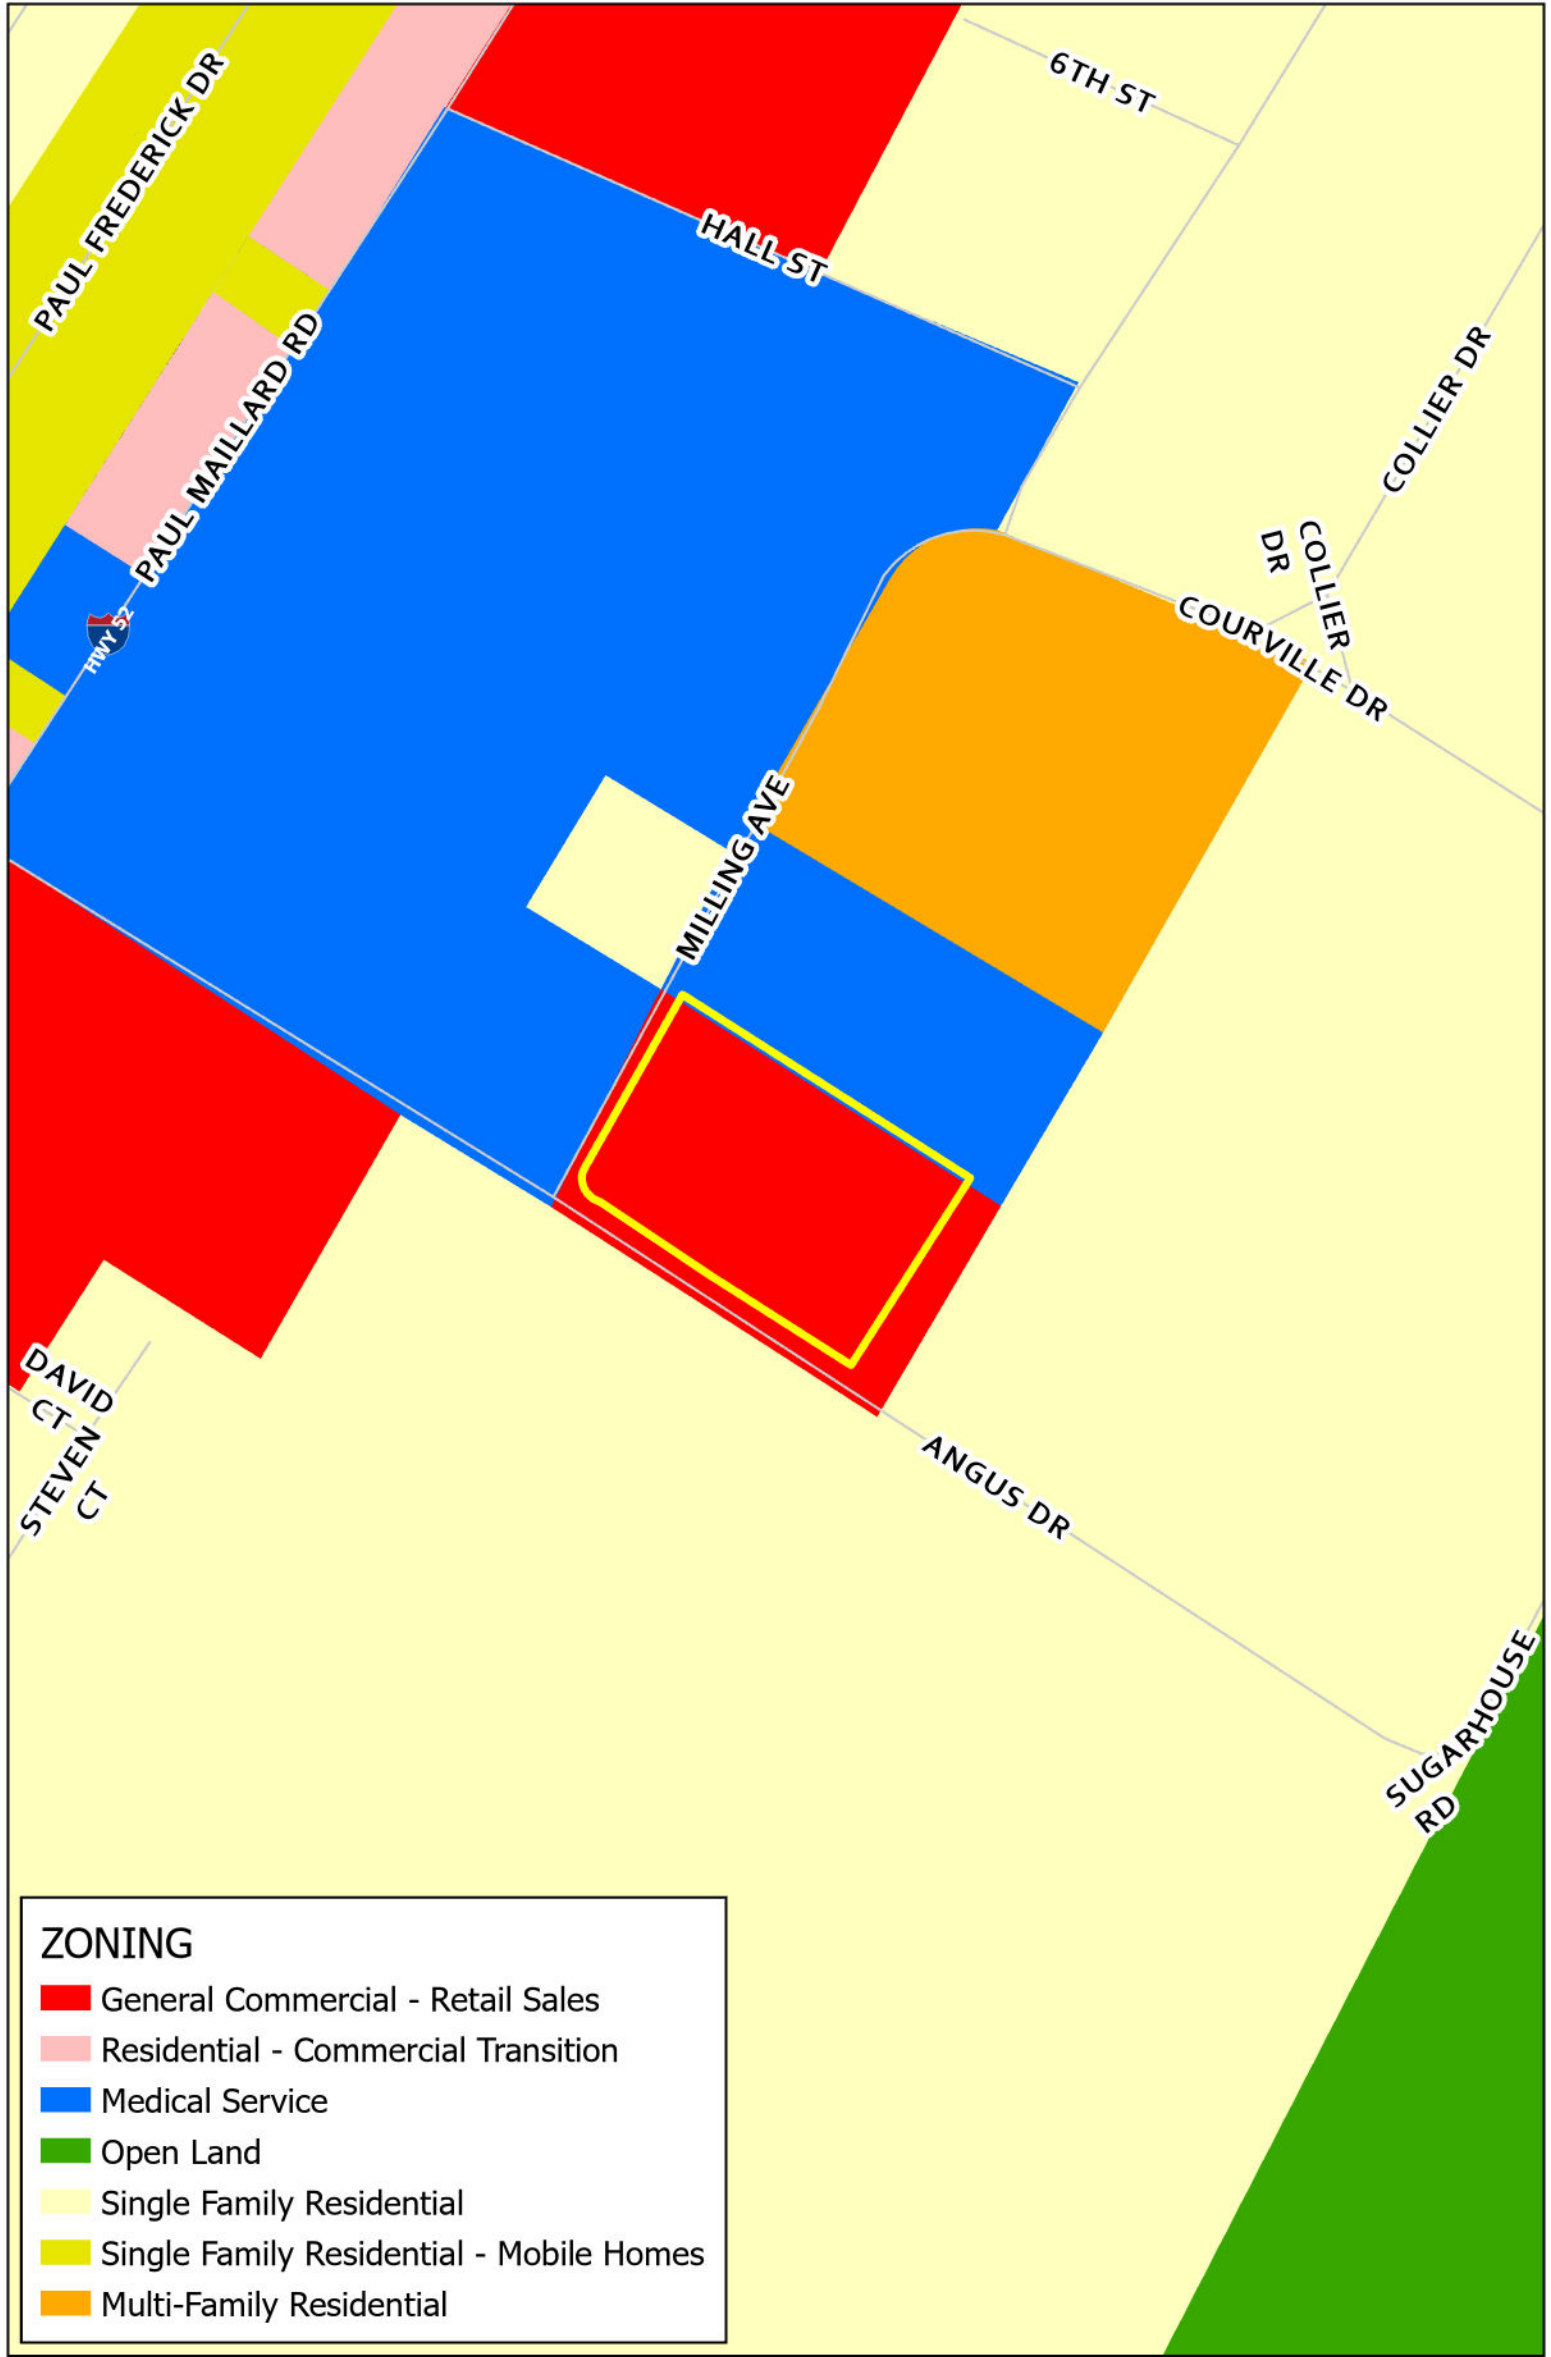 6TH ST
PAUL FREDERICK DR
HALL ST
COLLIER DR
PAUL MAILLARD RD
COLLIER
DR
HWY 52
COURVILLE DR
MILLING AVE
DAVID
CT
STEVEN
CT
ANGUS DR
SUGARHOUSE
RD
ZONING
General Commercial - Retail Sales
Residential - Commercial Transition
Medical Service
Open Land
Single Family Residential
Single Family Residential - Mobile Homes
Multi-Family Residential